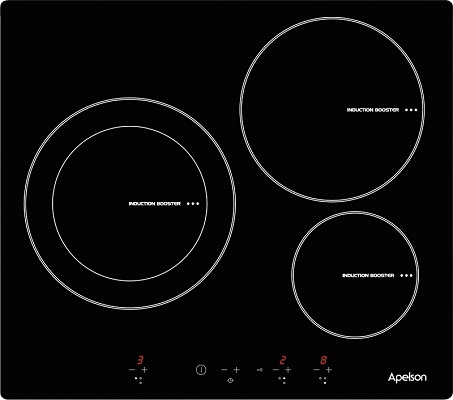 INDUCTION BOOSTER
INDUCTION BOOSTER
INDUCTION BOOSTER
3 2 8
− + − + − + − +
Apelson